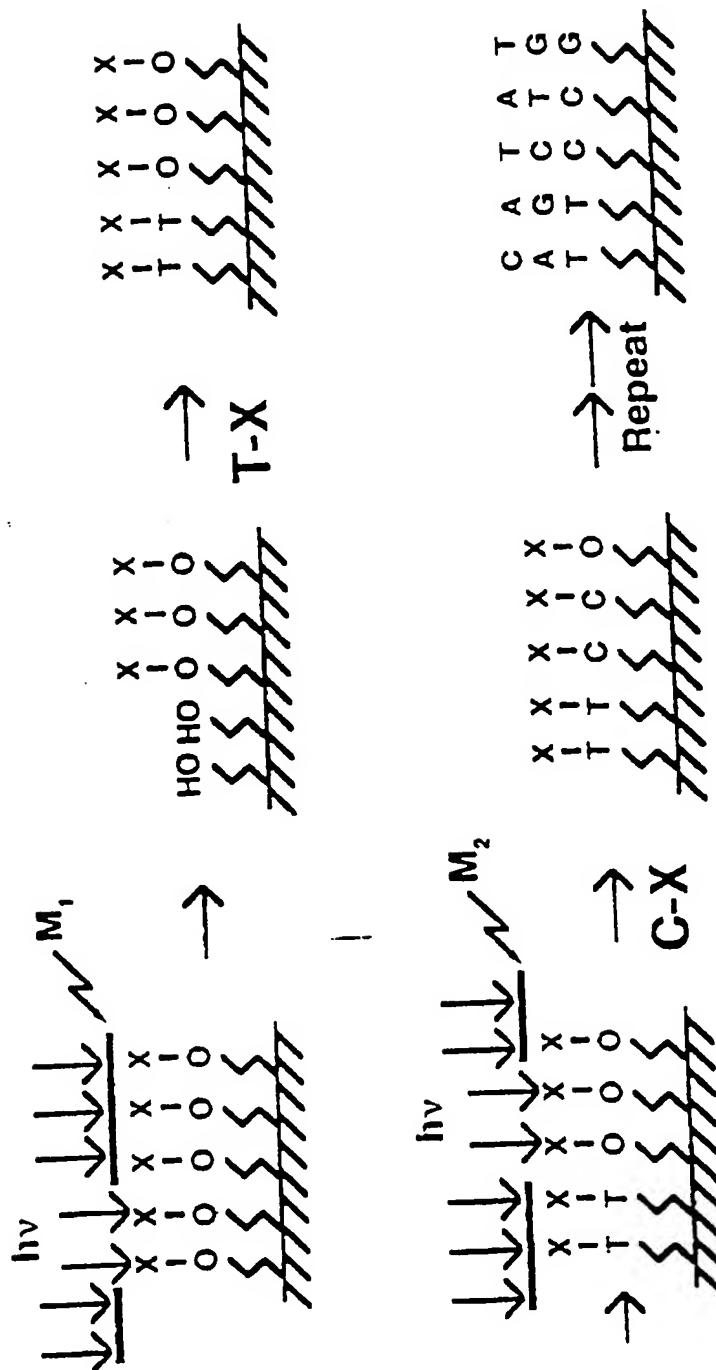 hν
M₁
X X X X X
O O O O O
X X X
HO HO O O O
T-X
X X X X X
T T O O O
hν
M₂
X X X X X
T T O O O
C-X
X X X X X
T T C C O
Repeat
C A T A T
A G C T G
T T C C G